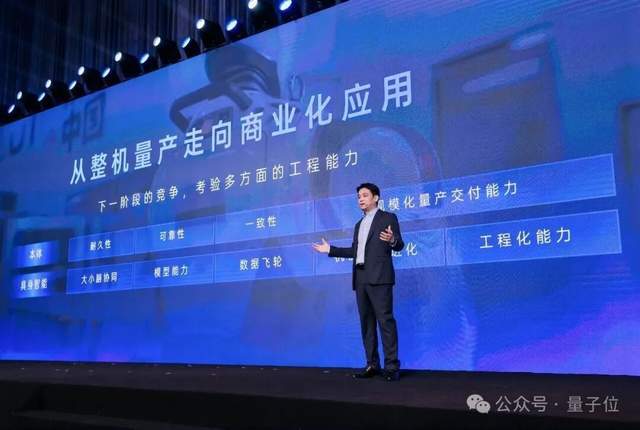 中国
从整机量产走向商业化应用
下一阶段的竞争，考验多方面的工程能力
本体 耐久性 可靠性 一致性 规模化量产交付能力
具身智能 大小脑协同 模型能力 数据飞轮 进化 工程化能力
公众号·量子位